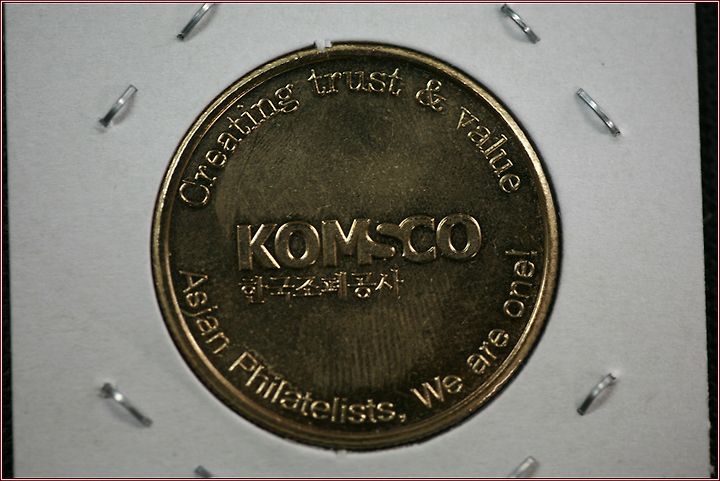 Creating trust & value
KOMSCO
한국조폐공사
Asian Philatelists, We are one!